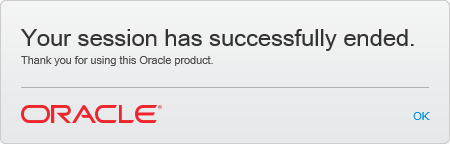 Your session has successfully ended.
Thank you for using this Oracle product.
ORACLE®
OK